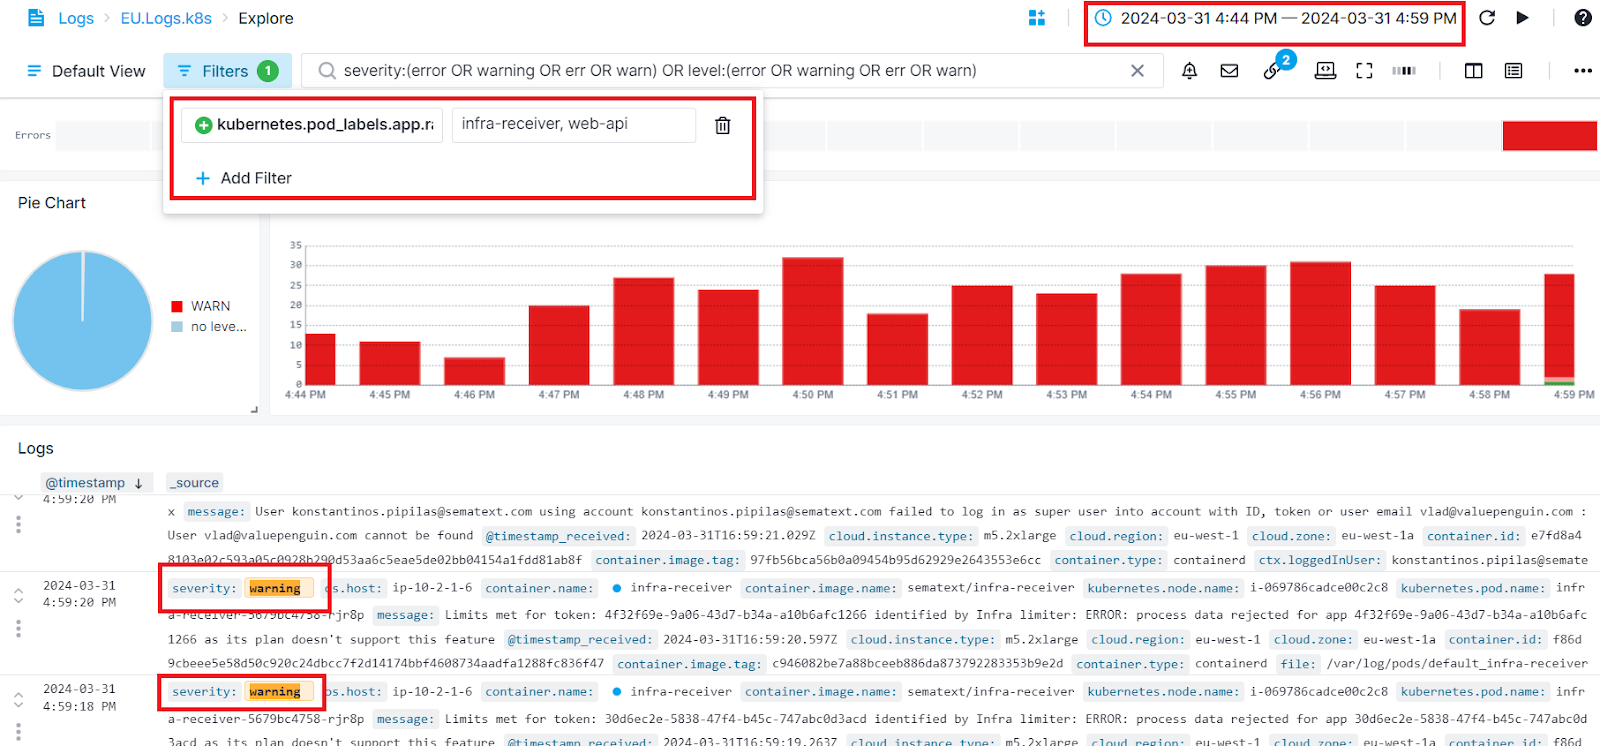 Logs > EU.Logs.k8s > Explore 2024-03-31 4:44 PM — 2024-03-31 4:59 PM ?
Default View Filters 1 severity:(error OR warning OR err OR warn) OR level:(error OR warning OR err OR warn) 2
kubernetes.pod_labels.app.ra infra-receiver, web-api
Errors
Add Filter
Pie Chart
35
30
25
20
15
10
5
0
WARN
no leve...
4:44 PM 4:45 PM 4:46 PM 4:47 PM 4:48 PM 4:49 PM 4:50 PM 4:51 PM 4:52 PM 4:53 PM 4:54 PM 4:55 PM 4:56 PM 4:57 PM 4:58 PM 4:59 PM
Logs
@timestamp ↓ _source
4:59:20 PM
x message: User konstantinos.pipilas@sematext.com using account konstantinos.pipilas@sematext.com failed to log in as super user into account with ID, token or user email vlad@valuepenguin.com :
User vlad@valuepenguin.com cannot be found @timestamp_received: 2024-03-31T16:59:21.029Z cloud.instance.type: m5.2xlarge cloud.region: eu-west-1 cloud.zone: eu-west-1a container.id: e7fd8a4
8103e02c593a05c0928b290d53aa6c5eae5de02bb04154a1fdd81ab8f container.image.tag: 97fb56bca56b0a09454b95d62929e2643553e6cc container.type: containerd ctx.loggedInUser: konstantinos.pipilas@semate
2024-03-31 severity: warning os.host: ip-10-2-1-6 container.name: infra-receiver container.image.name: sematext/infra-receiver kubernetes.node.name: i-069786cadce00c2c8 kubernetes.pod.name: infr
4:59:20 PM a-receiver-5679bc4758-rjr8p message: Limits met for token: 4f32f69e-9a06-43d7-b34a-a10b6afc1266 identified by Infra limiter: ERROR: process data rejected for app 4f32f69e-9a06-43d7-b34a-a10b6afc
1266 as its plan doesn't support this feature @timestamp_received: 2024-03-31T16:59:20.597Z cloud.instance.type: m5.2xlarge cloud.region: eu-west-1 cloud.zone: eu-west-1a container.id: f86d
9cbeee5e58d50c920c24dbcc7f2d14174bbf4608734aadfa1288fc836f47 container.image.tag: c946082be7a88bceeb886da873792283353b9e2d container.type: containerd file: /var/log/pods/default_infra-receiver
2024-03-31 severity: warning os.host: ip-10-2-1-6 container.name: infra-receiver container.image.name: sematext/infra-receiver kubernetes.node.name: i-069786cadce00c2c8 kubernetes.pod.name: infr
4:59:18 PM a-receiver-5679bc4758-rjr8p message: Limits met for token: 30d6ec2e-5838-47f4-b45c-747abc0d3acd identified by Infra limiter: ERROR: process data rejected for app 30d6ec2e-5838-47f4-b45c-747abc0d
3acd as its plan doesn't support this feature @timestamp_received: 2024-03-31T16:59:19.263Z cloud.instance.type: m5.2xlarge cloud.region: eu-west-1 cloud.zone: eu-west-1a container.id: f86d